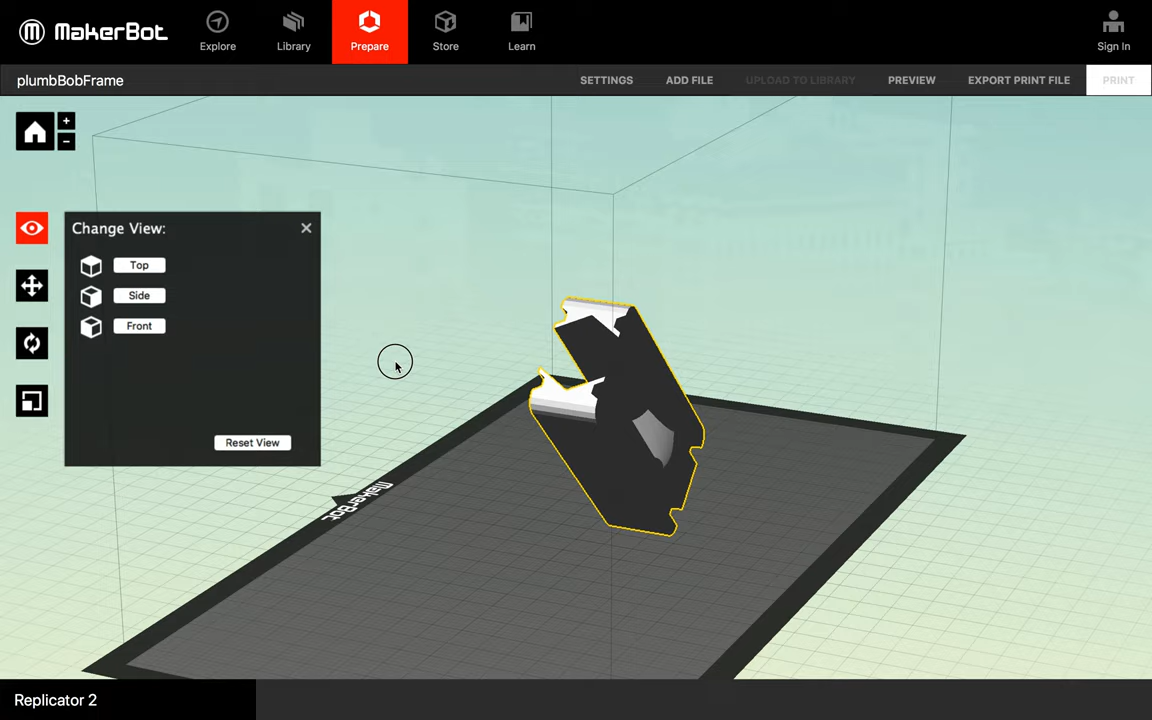 MakerBot
Explore
Library
Prepare
Store
Learn
Sign In
plumbBobFrame
SETTINGS
ADD FILE
UPLOAD TO LIBRARY
PREVIEW
EXPORT PRINT FILE
PRINT
+
−
Change View:
Top
Side
Front
Reset View
MakerBot
Replicator 2